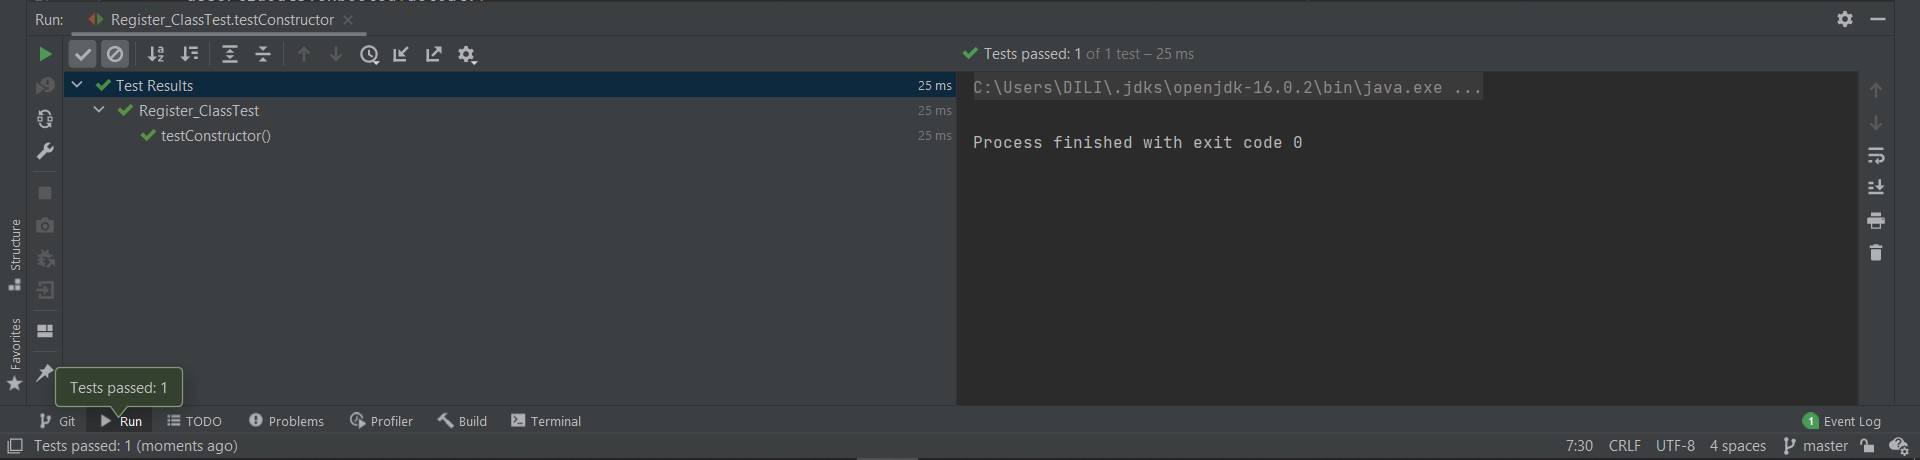 Run: Register_ClassTest.testConstructor
Tests passed: 1 of 1 test – 25 ms
Test Results 25 ms
Register_ClassTest 25 ms
testConstructor() 25 ms
C:\Users\DILI\.jdks\openjdk-16.0.2\bin\java.exe ...
Process finished with exit code 0
Structure
Favorites
Tests passed: 1
Git Run TODO Problems Profiler Build Terminal 1 Event Log
Tests passed: 1 (moments ago) 7:30 CRLF UTF-8 4 spaces master